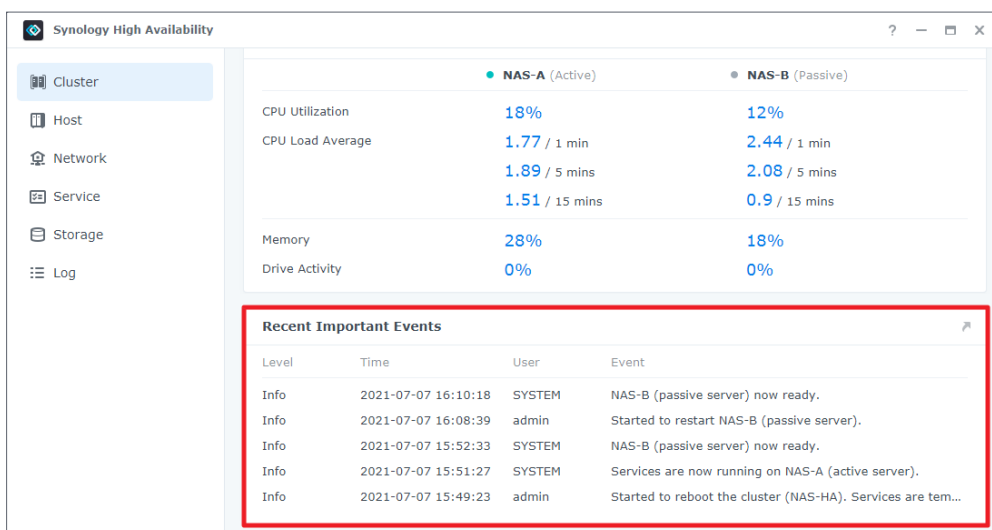 Synology High Availability
?
Cluster
Host
Network
Service
Storage
Log
NAS-A (Active) NAS-B (Passive)
CPU Utilization 18% 12%
CPU Load Average 1.77 / 1 min 2.44 / 1 min
1.89 / 5 mins 2.08 / 5 mins
1.51 / 15 mins 0.9 / 15 mins
Memory 28% 18%
Drive Activity 0% 0%
Recent Important Events
Level Time User Event
Info 2021-07-07 16:10:18 SYSTEM NAS-B (passive server) now ready.
Info 2021-07-07 16:08:39 admin Started to restart NAS-B (passive server).
Info 2021-07-07 15:52:33 SYSTEM NAS-B (passive server) now ready.
Info 2021-07-07 15:51:27 SYSTEM Services are now running on NAS-A (active server).
Info 2021-07-07 15:49:23 admin Started to reboot the cluster (NAS-HA). Services are tem...